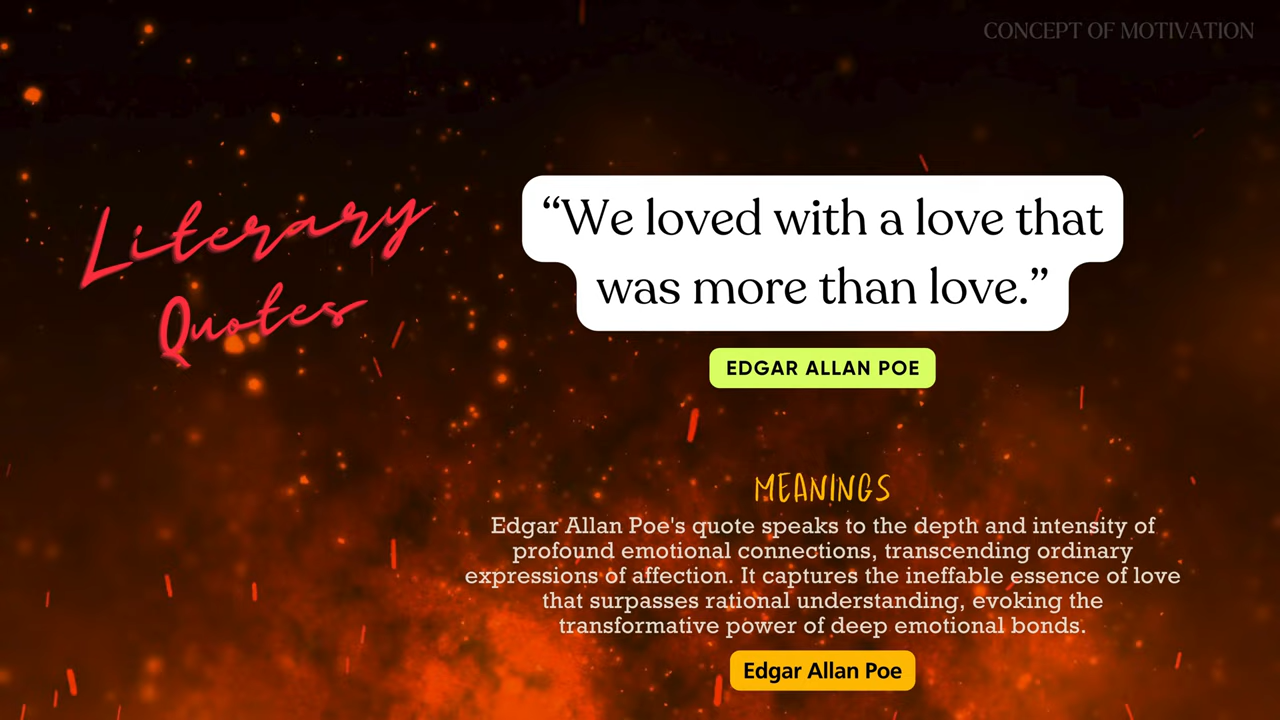 CONCEPT OF MOTIVATION
Literary
Quotes
“We loved with a love that
was more than love.”
EDGAR ALLAN POE
MEANINGS
Edgar Allan Poe's quote speaks to the depth and intensity of
profound emotional connections, transcending ordinary
expressions of affection. It captures the ineffable essence of love
that surpasses rational understanding, evoking the
transformative power of deep emotional bonds.
Edgar Allan Poe